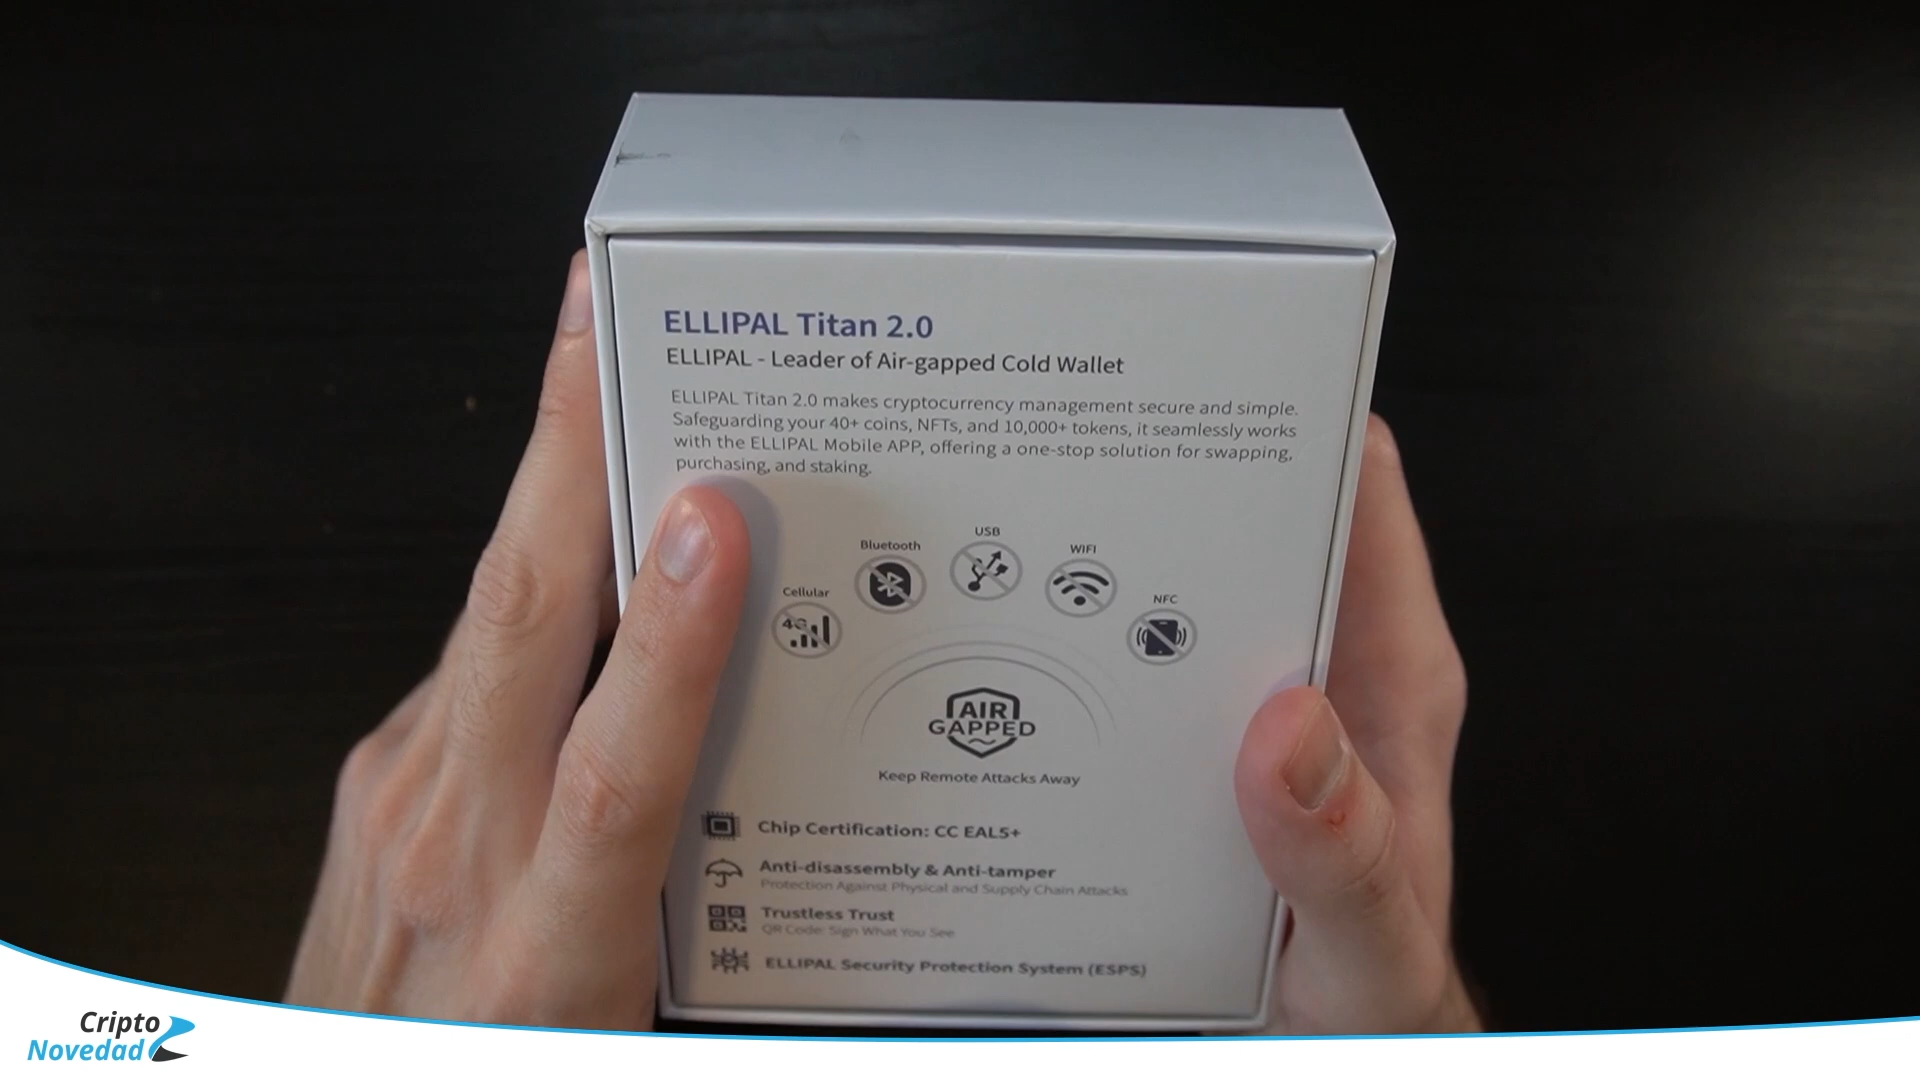 ELLIPAL Titan 2.0
ELLIPAL - Leader of Air-gapped Cold Wallet
ELLIPAL Titan 2.0 makes cryptocurrency management secure and simple.
Safeguarding your 40+ coins, NFTs, and 10,000+ tokens, it seamlessly works
with the ELLIPAL Mobile APP, offering a one-stop solution for swapping,
purchasing, and staking.
Cellular
4G
Bluetooth
USB
WIFI
NFC
AIR
GAPPED
Keep Remote Attacks Away
Chip Certification: CC EAL5+
Anti-disassembly & Anti-tamper
Protection Against Physical and Supply Chain Attacks
Trustless Trust
QR Code: Sign What You See
ELLIPAL Security Protection System (ESPS)
Cripto
Novedad